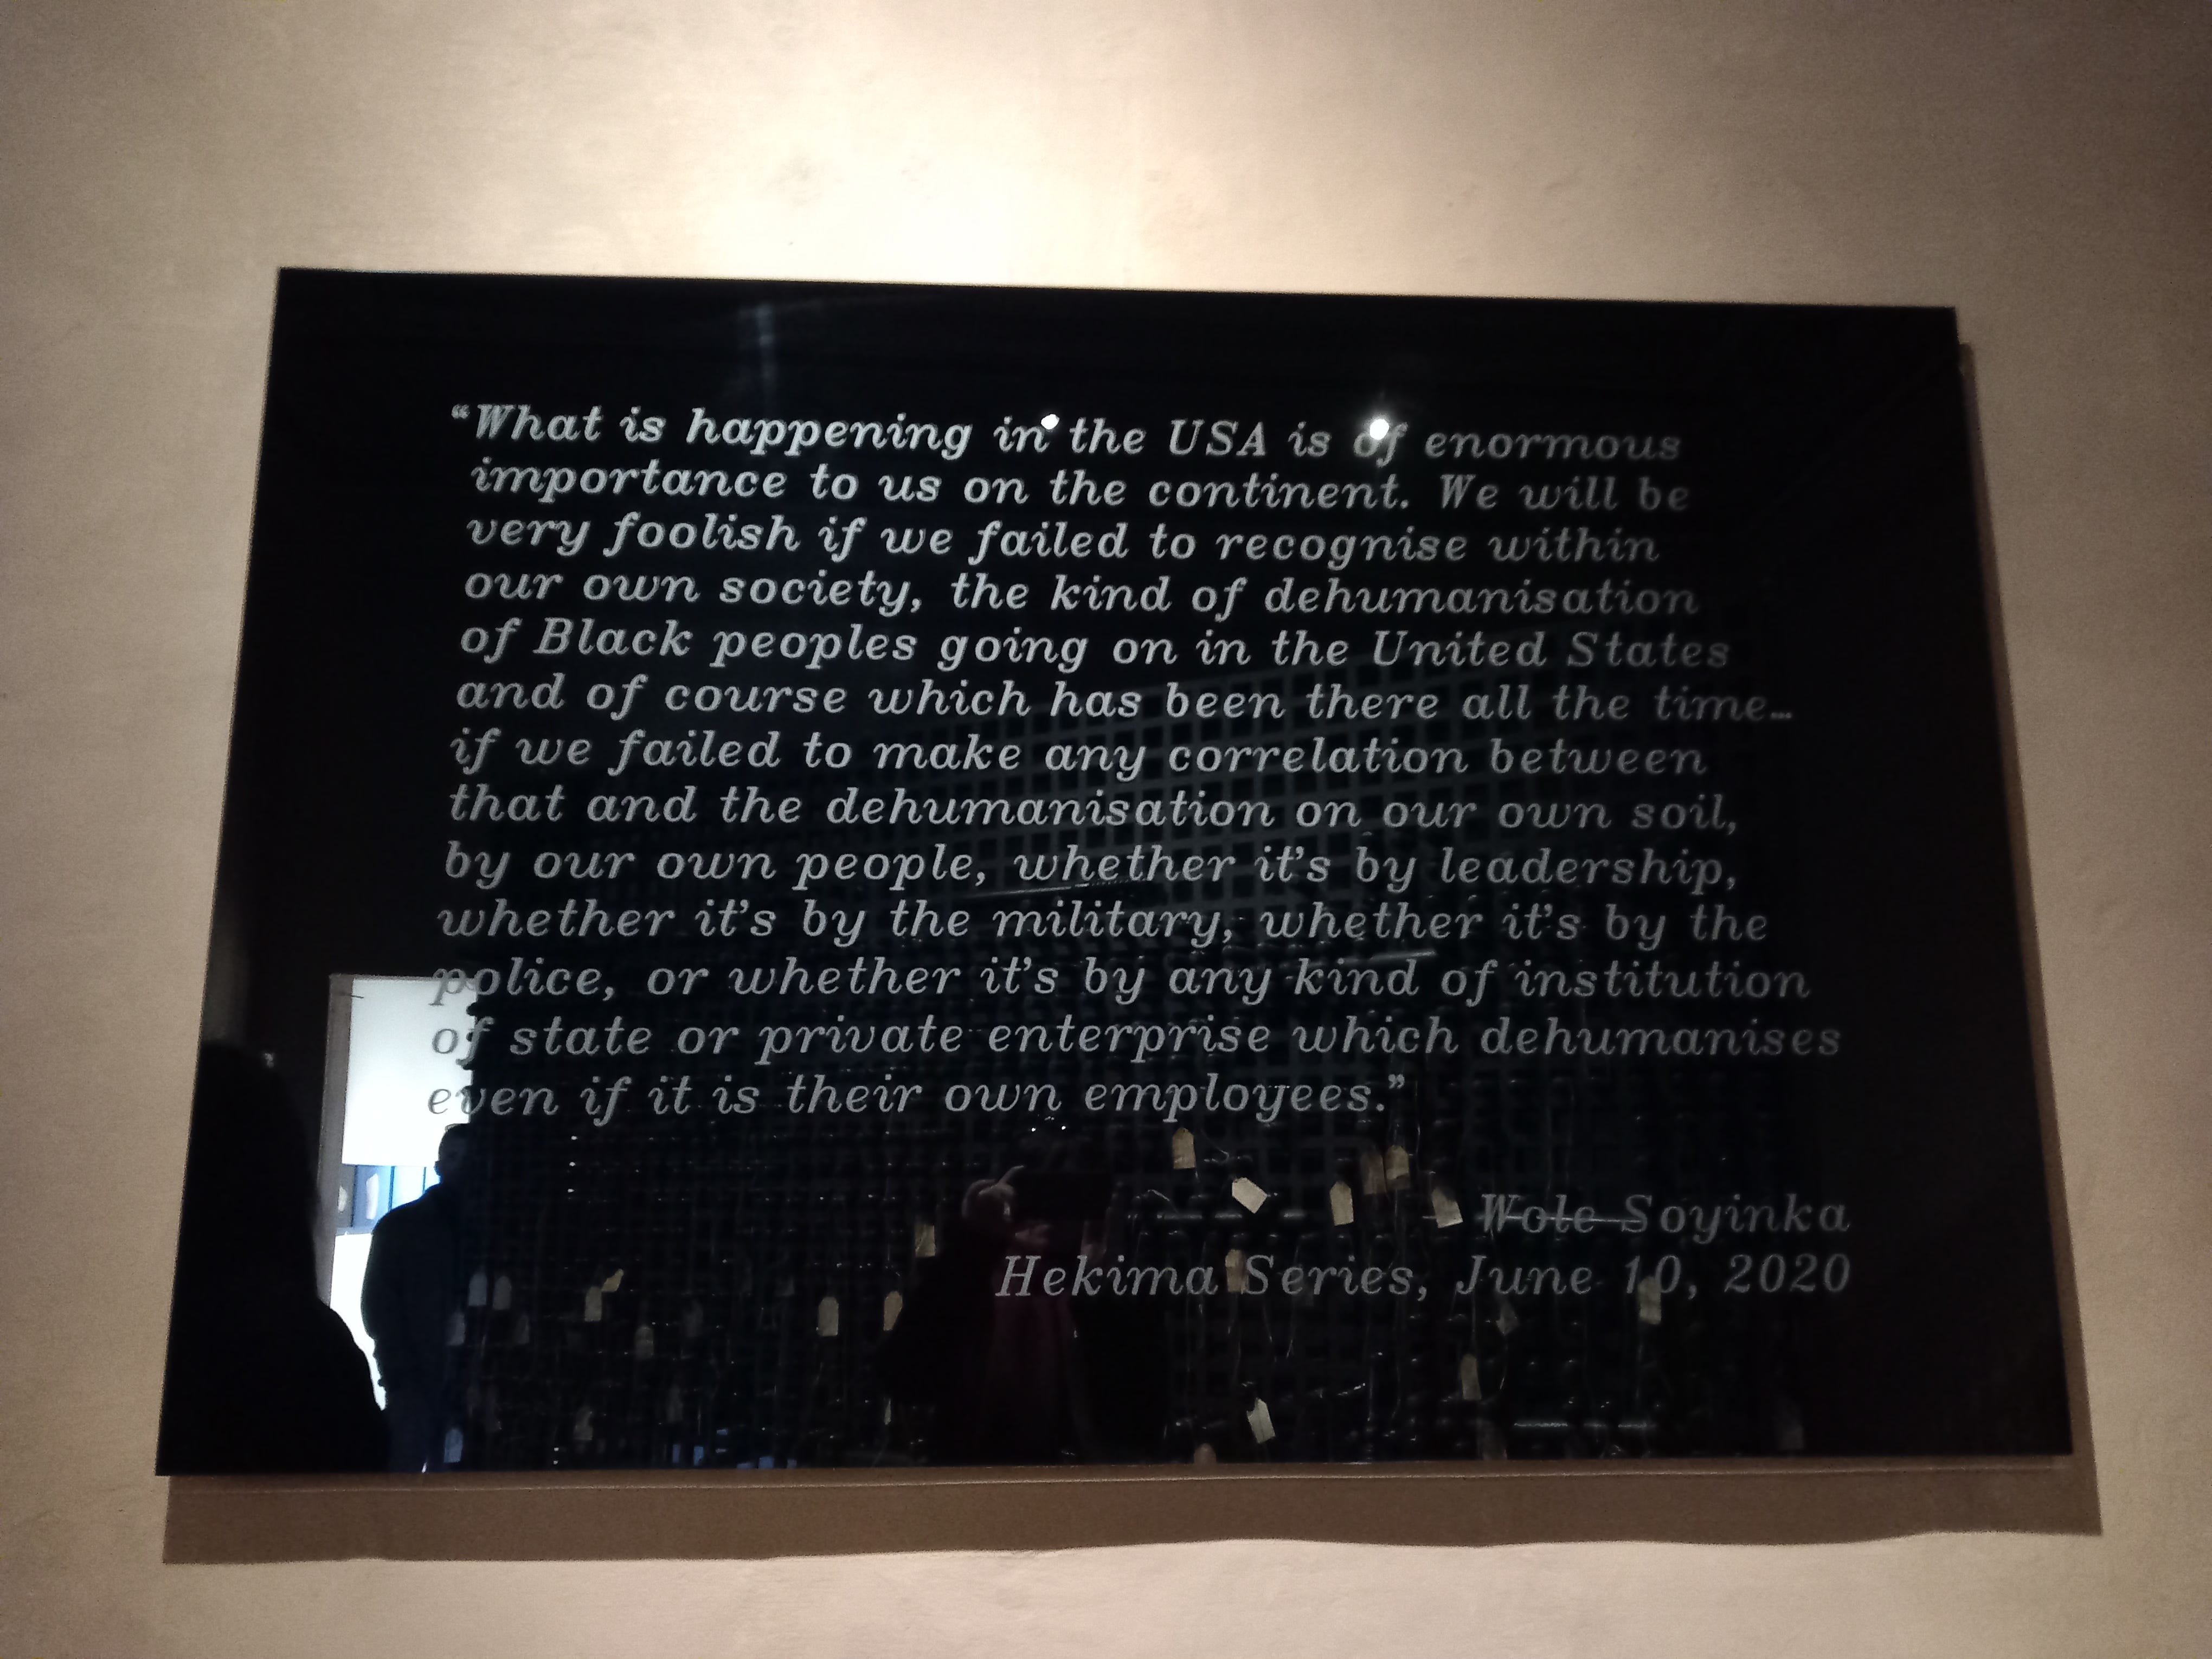 “What is happening in the USA is of enormous
importance to us on the continent. We will be
very foolish if we failed to recognise within
our own society, the kind of dehumanisation
of Black peoples going on in the United States
and of course which has been there all the time…
if we failed to make any correlation between
that and the dehumanisation on our own soil,
by our own people, whether it’s by leadership,
whether it’s by the military, whether it’s by the
police, or whether it’s by any kind of institution
of state or private enterprise which dehumanises
even if it is their own employees.”
Wole Soyinka
Hekima Series, June 10, 2020